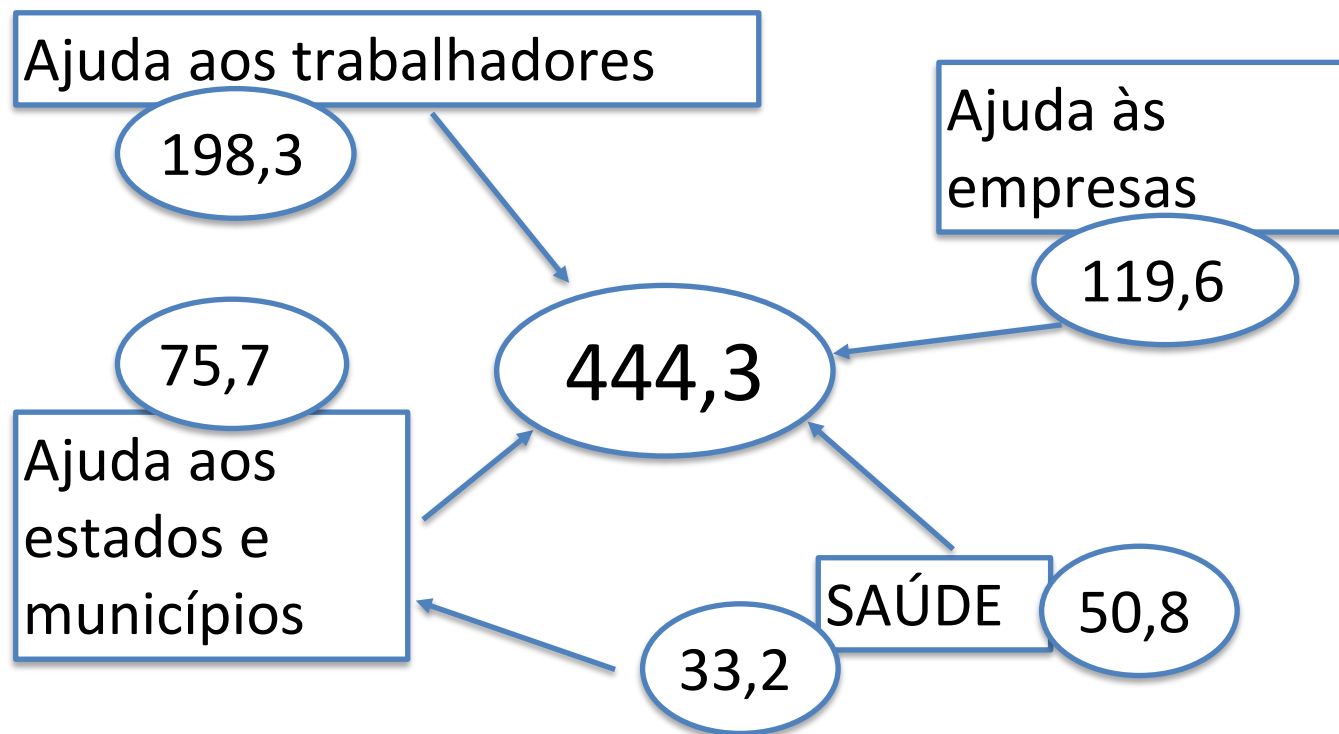 Ajuda aos trabalhadores
198,3
Ajuda às
empresas
119,6
75,7
Ajuda aos
estados e
municípios
444,3
SAÚDE
50,8
33,2